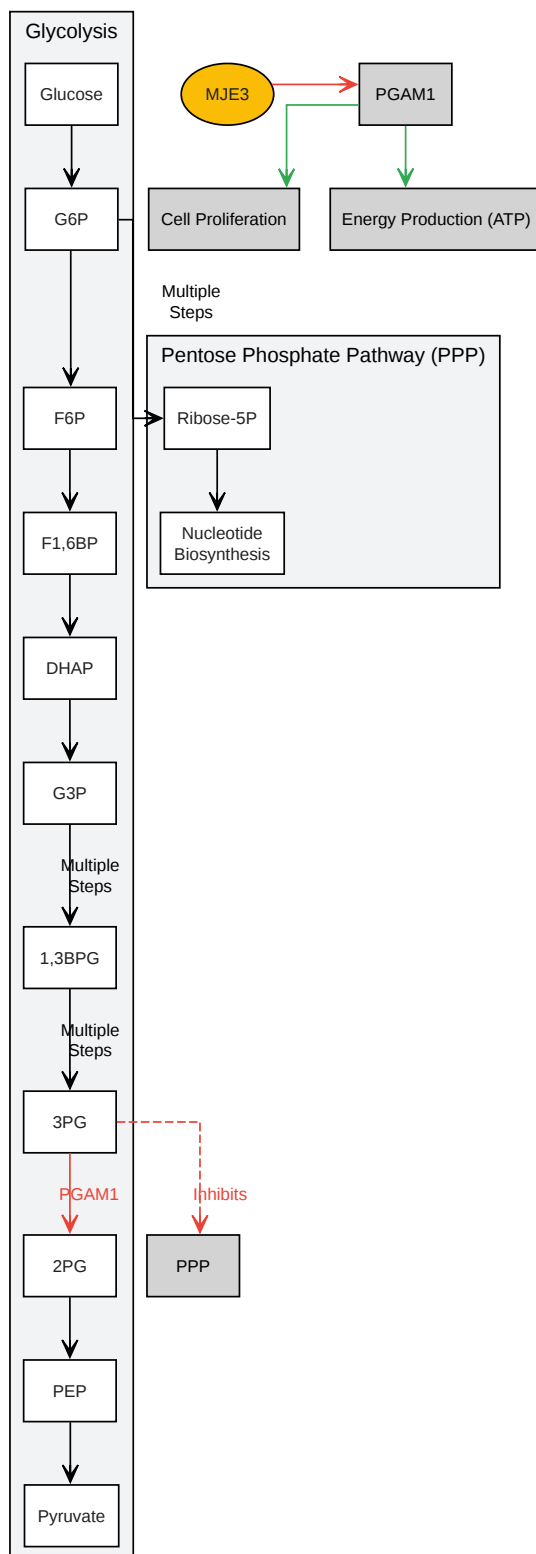 Glycolysis
Glucose
MJE3
PGAM1
G6P
Cell Proliferation
Energy Production (ATP)
Multiple
Steps
Pentose Phosphate Pathway (PPP)
F6P
Ribose-5P
F1,6BP
Nucleotide
Biosynthesis
DHAP
G3P
Multiple
Steps
1,3BPG
Multiple
Steps
3PG
PGAM1
Inhibits
2PG
PPP
PEP
Pyruvate